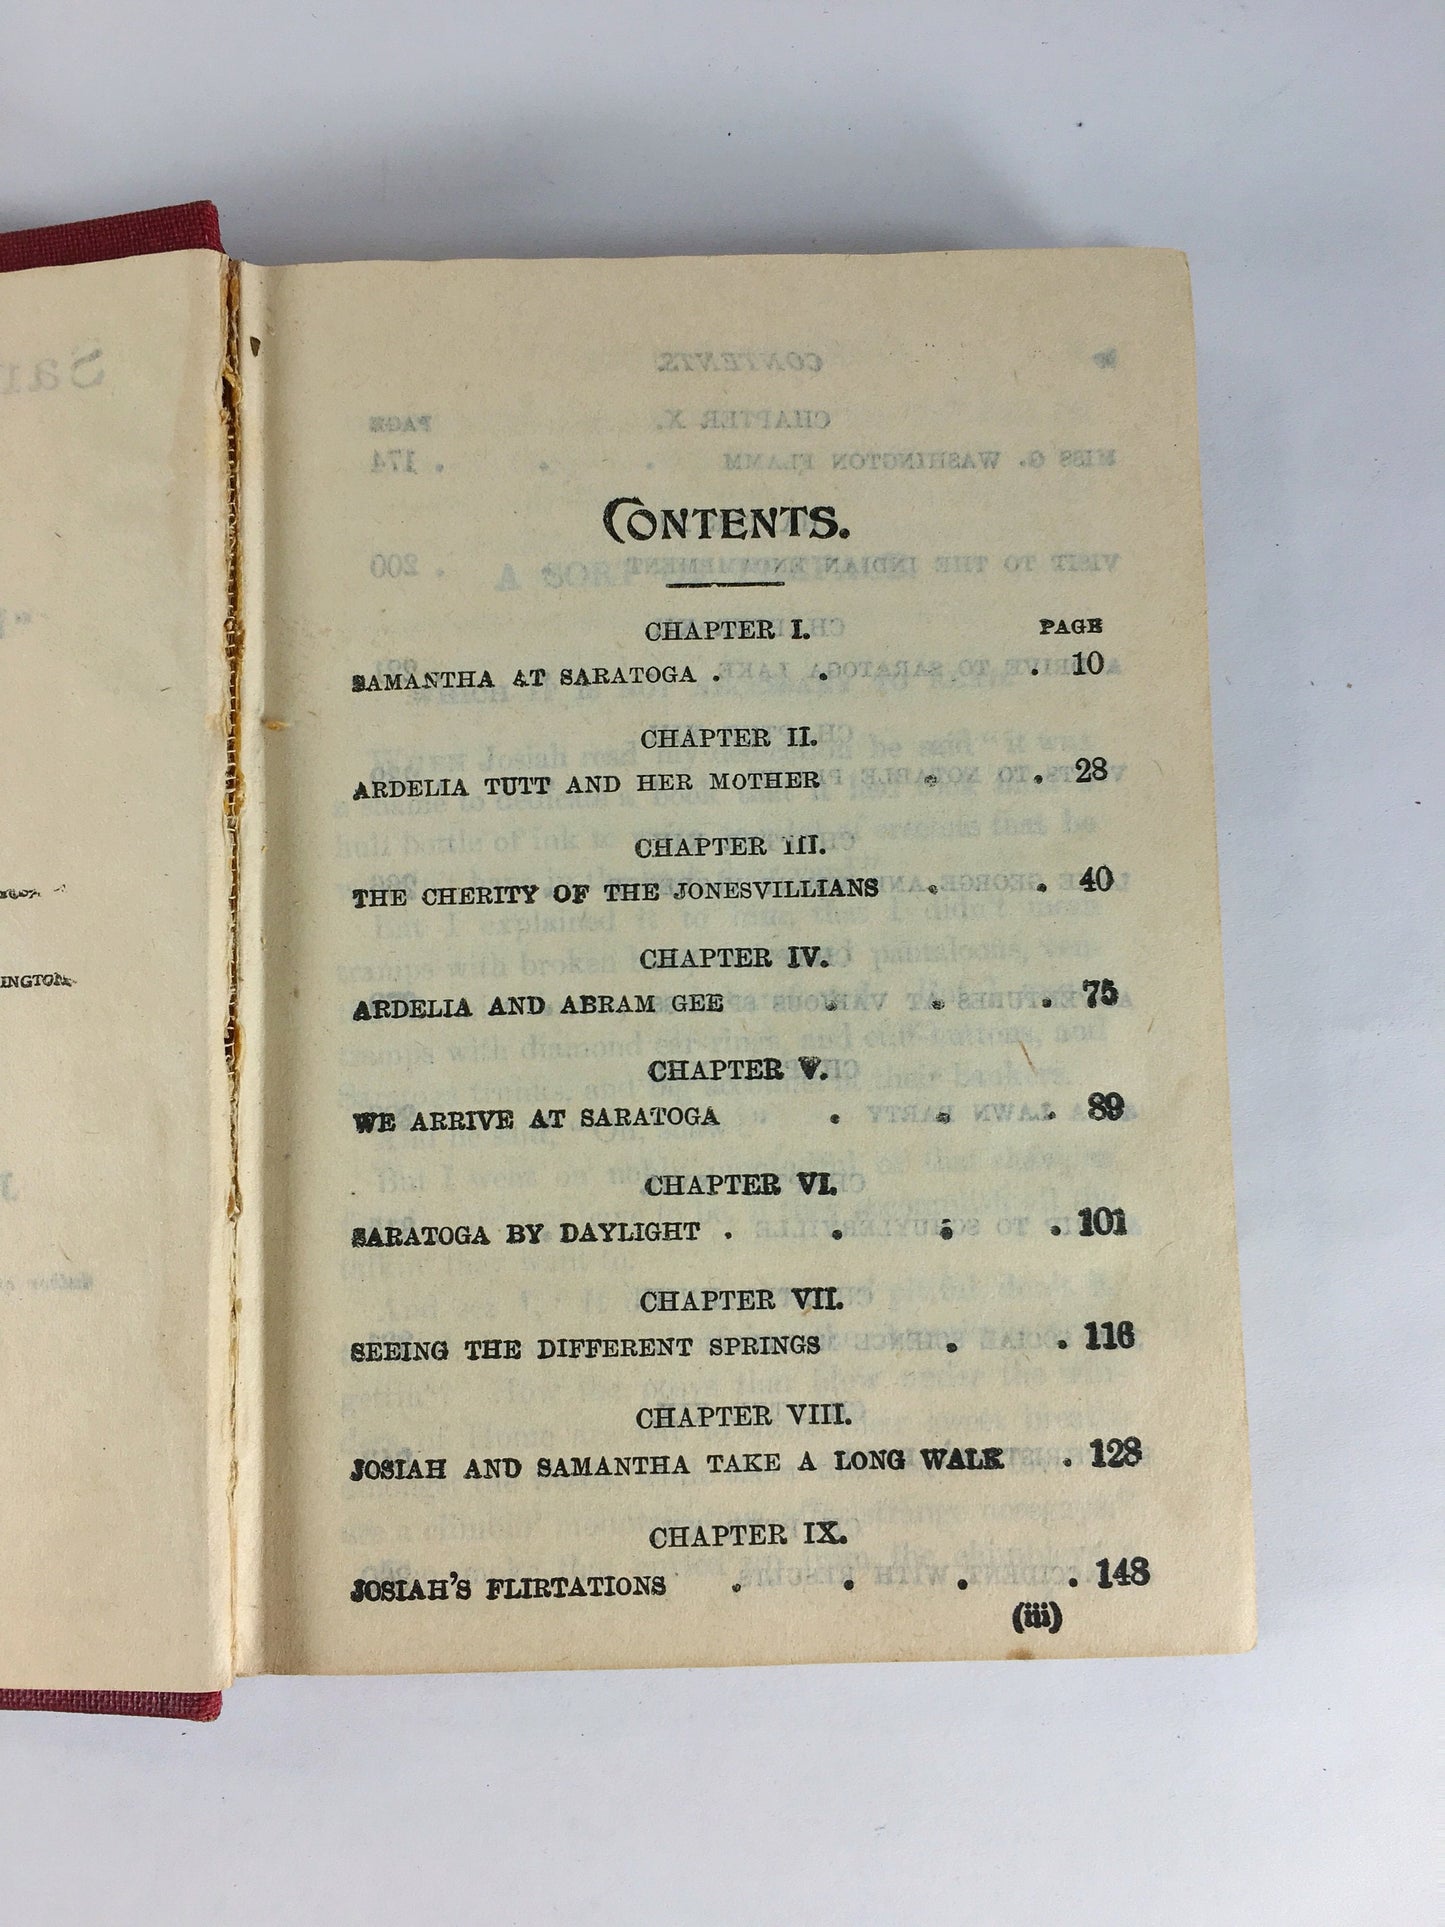 INGTON.
CONTENTS.
CHAPTER I. PAGE
SAMANTHA AT SARATOGA . . . 10
CHAPTER II.
ARDELIA TUTT AND HER MOTHER . . 28
CHAPTER III.
THE CHERITY OF THE JONESVILLIANS . . 40
CHAPTER IV.
ARDELIA AND ABRAM GEE . . . 75
CHAPTER V.
WE ARRIVE AT SARATOGA . . . 89
CHAPTER VI.
SARATOGA BY DAYLIGHT . . . . 101
CHAPTER VII.
SEEING THE DIFFERENT SPRINGS . . 116
CHAPTER VIII.
JOSIAH AND SAMANTHA TAKE A LONG WALK . 128
CHAPTER IX.
JOSIAH'S FLIRTATIONS . . . . 148
(iii)